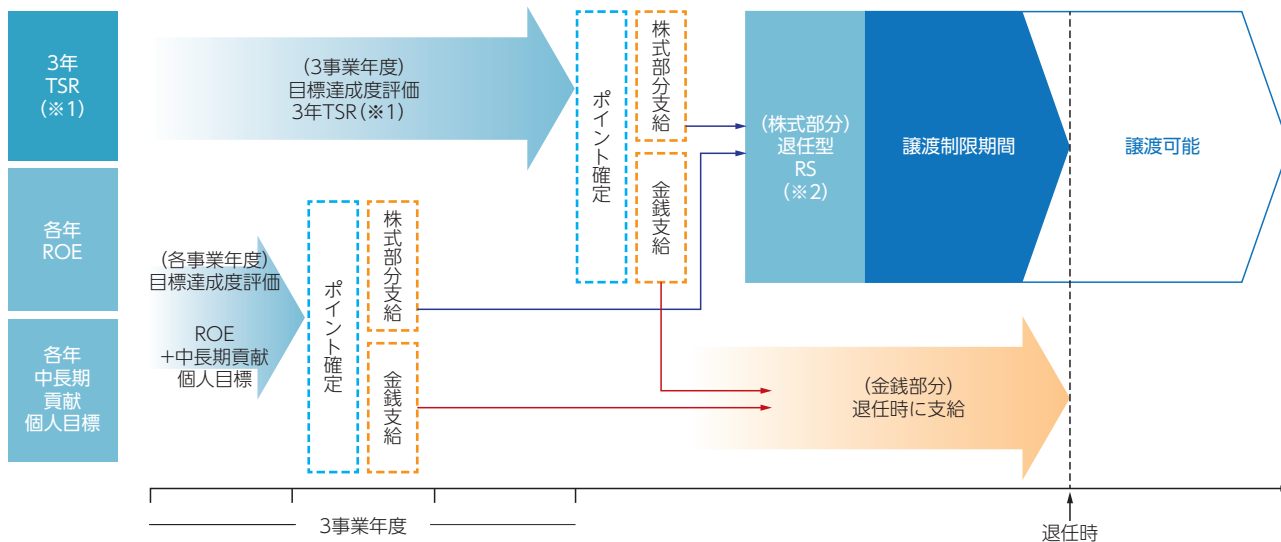 3年
TSR
(※1)
各年
ROE
各年
中長期
貢献
個人目標
(3事業年度)
目標達成度評価
3年TSR(※1)
(各事業年度)
目標達成度評価
ROE
+中長期貢献
個人目標
ポイント確定
株式部分支給
金銭支給
ポイント確定
株式部分支給
金銭支給
(株式部分)
退任型
RS
(※2)
譲渡制限期間
譲渡可能
(金銭部分)
退任時に支給
3事業年度
退任時